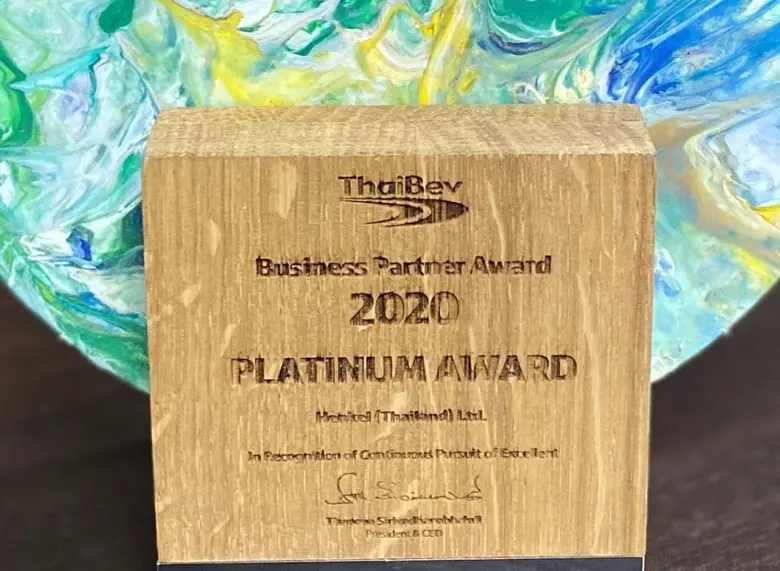 ThaiBev
Business Partner Award
2020
PLATINUM AWARD
Henkel (Thailand) Ltd.
In Recognition of Continuous Pursuit of Excellent
President & CEO